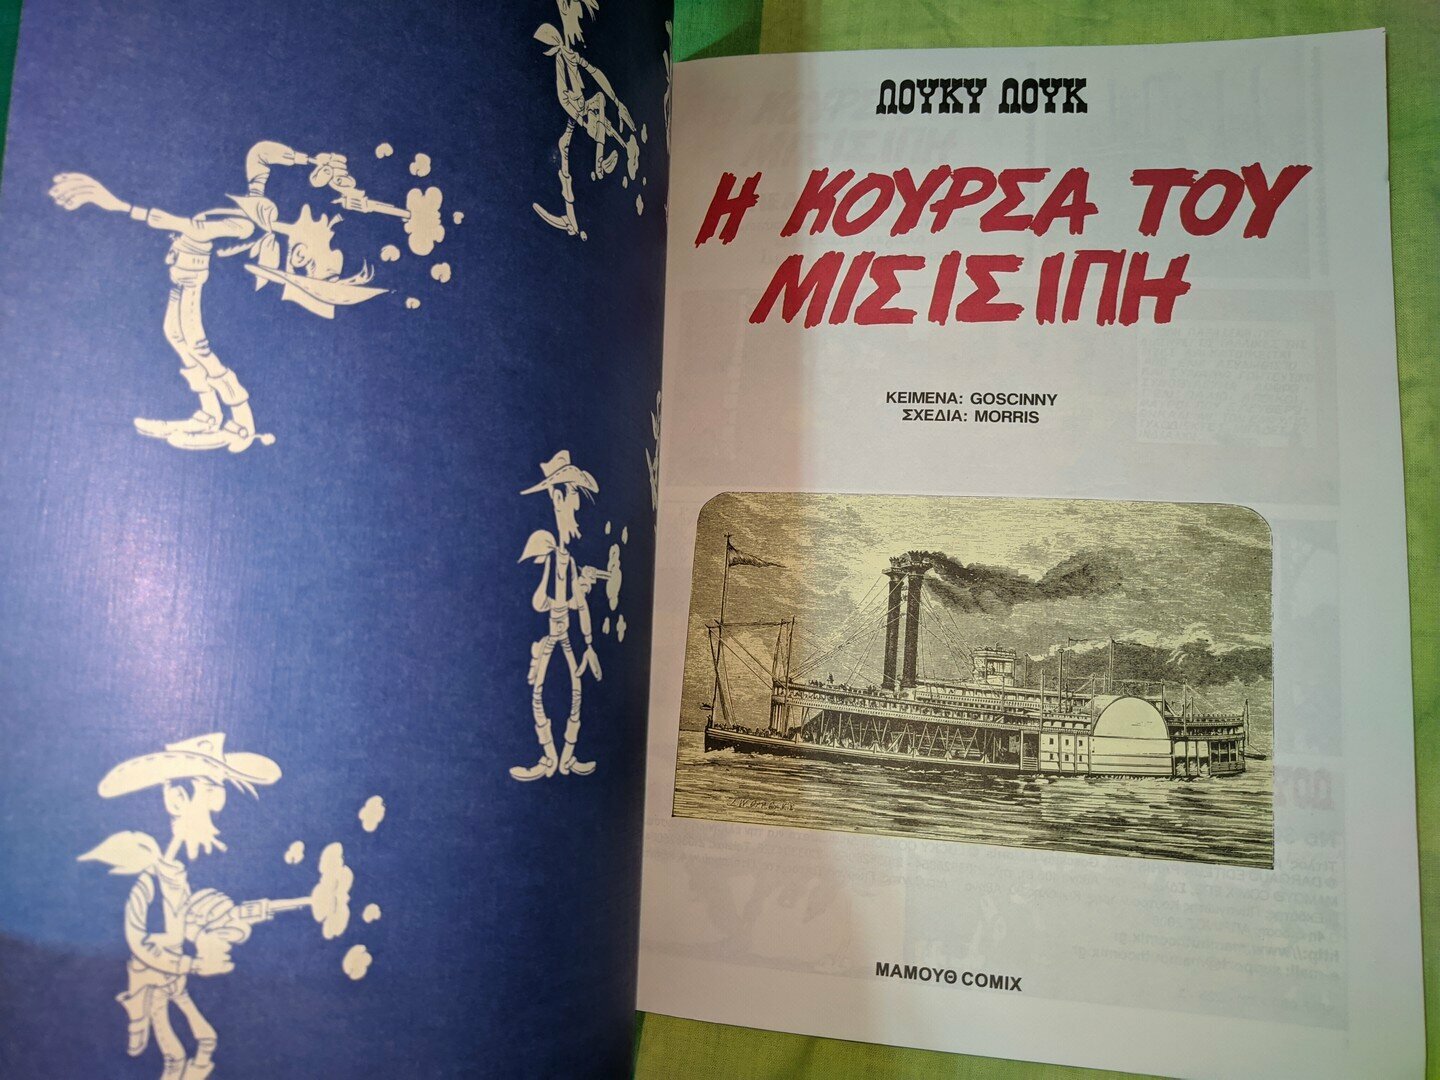 ΛΟΥΚΥ ΛΟΥΚ
Η ΚΟΥΡΣΑ ΤΟΥ
ΜΙΣΙΣΙΠΗ
ΚΕΙΜΕΝΑ: GOSCINNY
ΣΧΕΔΙΑ: MORRIS
ΜΑΜΟΥΘ COMIX